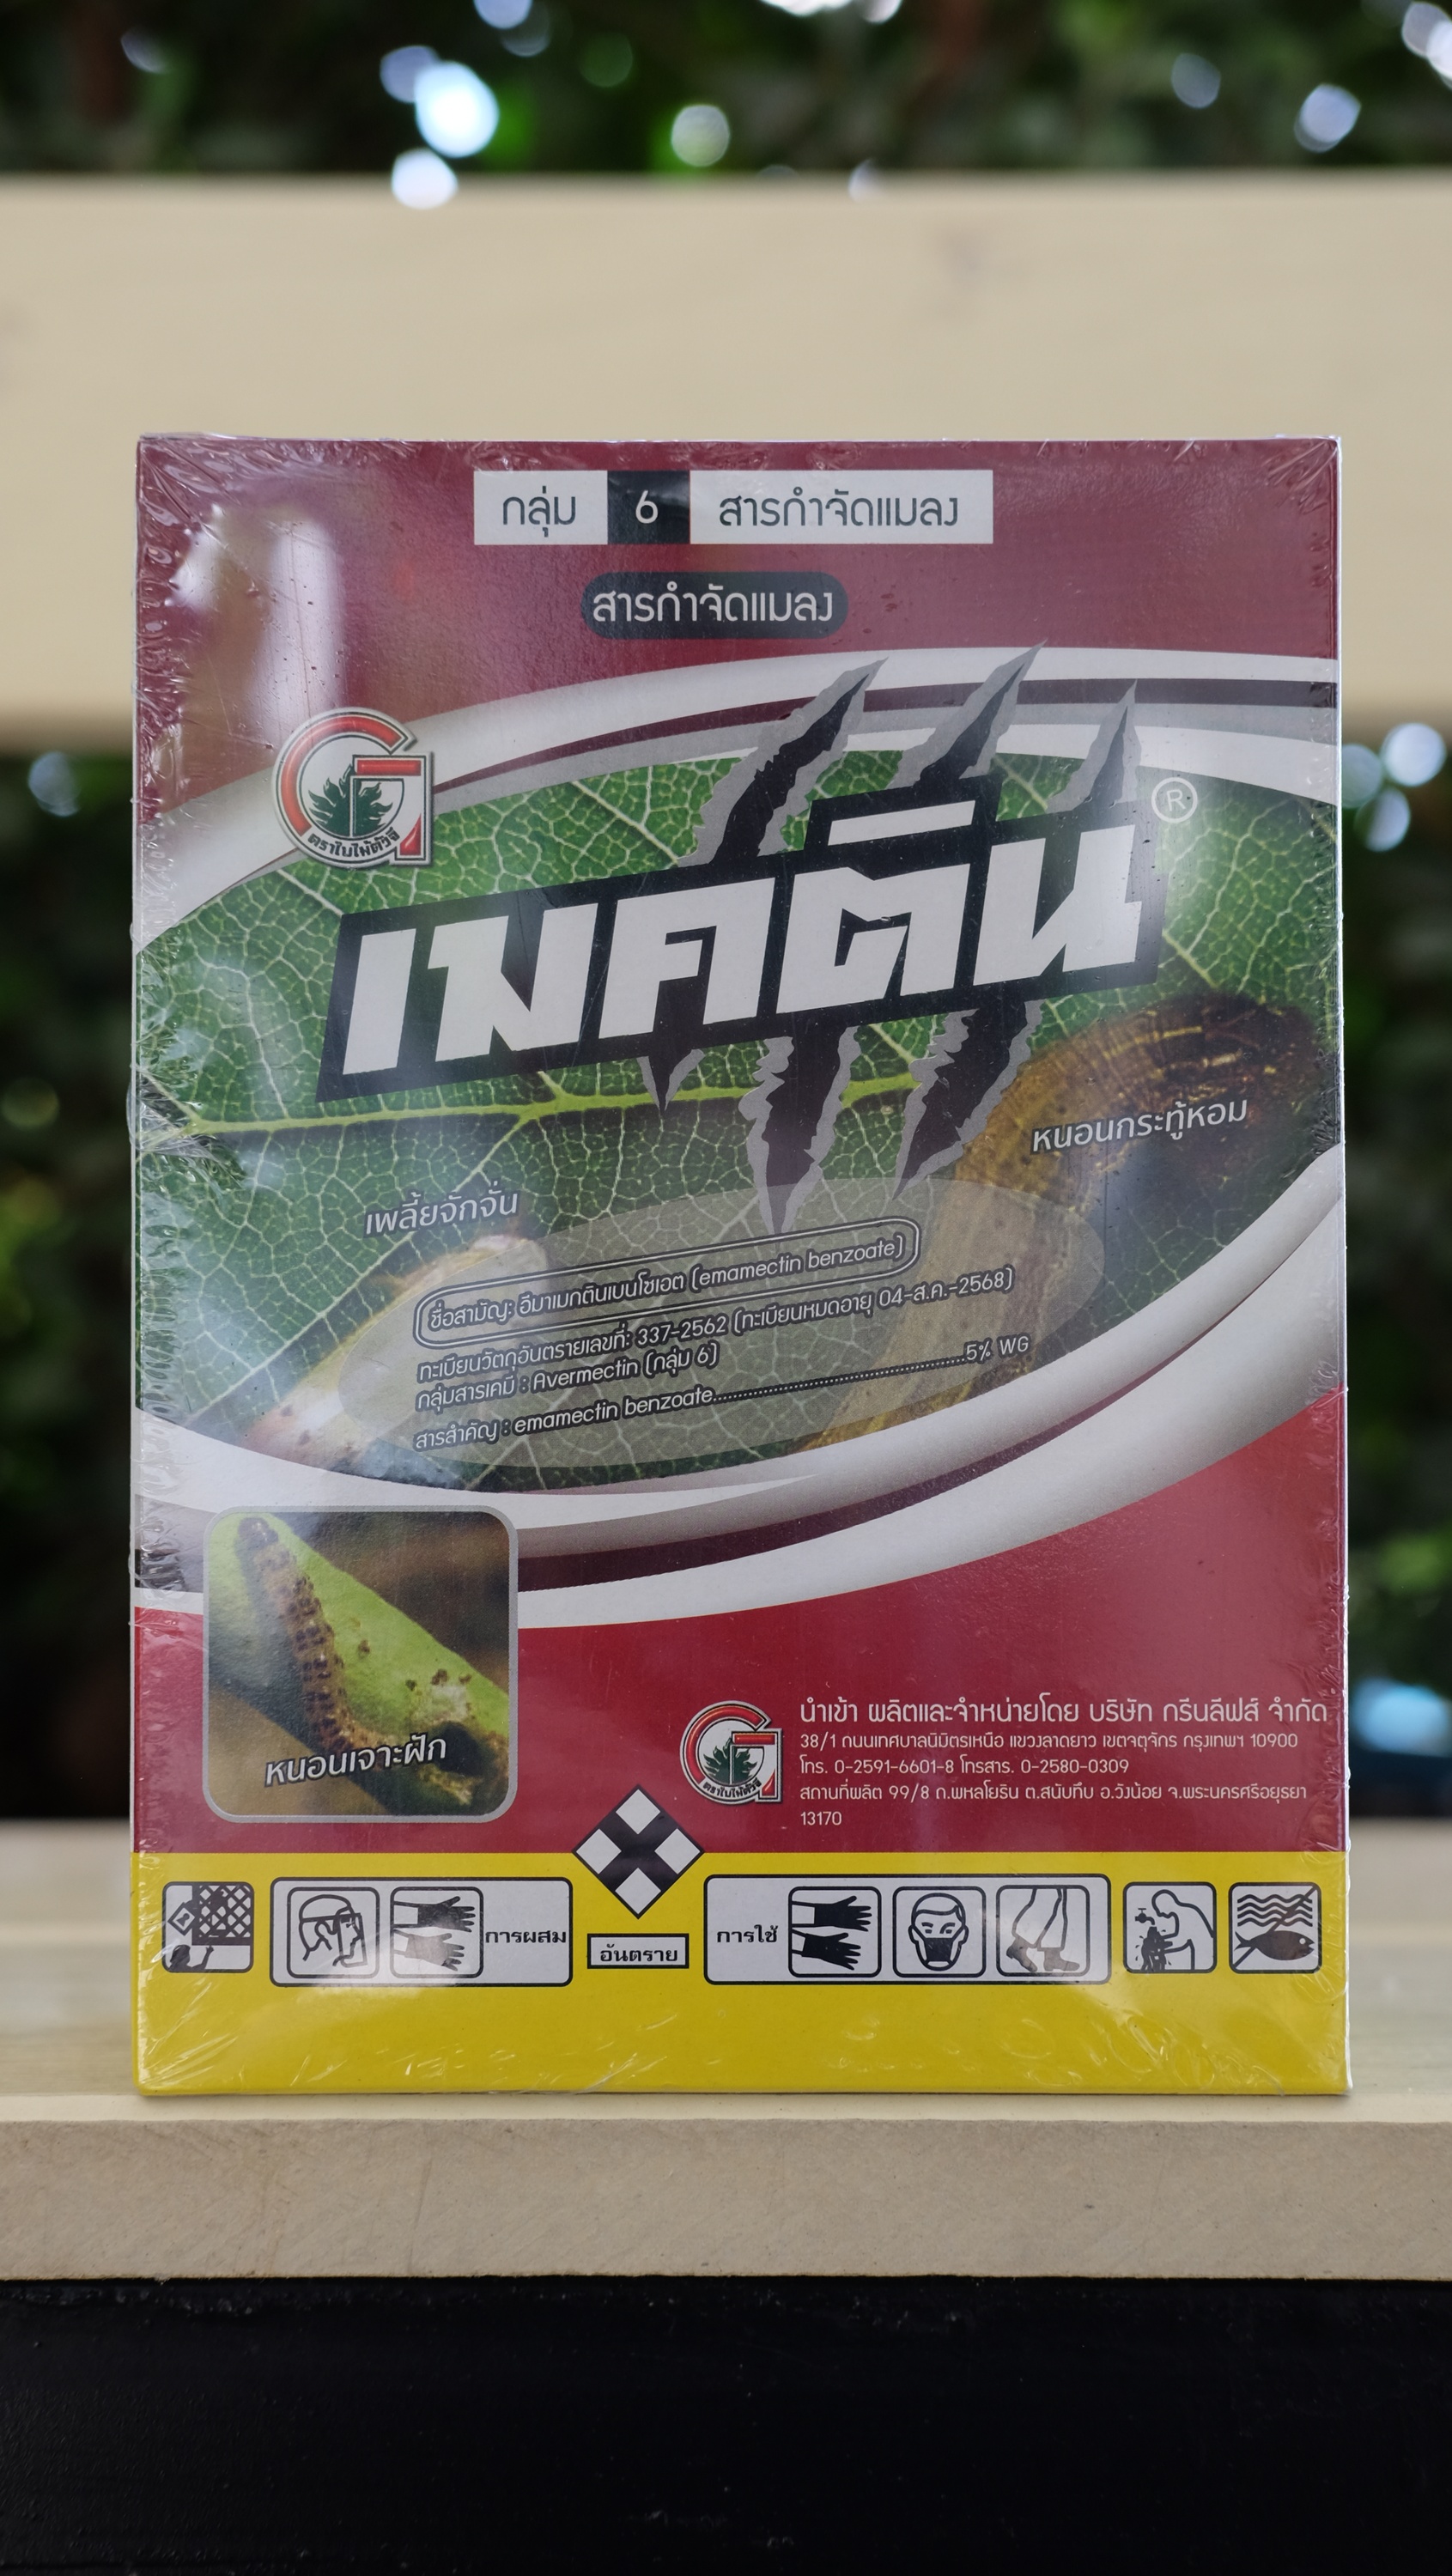 กลุ่ม 6 สารกำจัดแมลง
สารกำจัดแมลง
ตราใบไม้ตัวจี
เมคติน ®
หนอนกระทู้หอม
เพลี้ยจักจั่น
ชื่อสามัญ: อีมาเมกตินเบนโซเอต (emamectin benzoate)
ทะเบียนวัตถุอันตรายเลขที่: 337-2562 (ทะเบียนหมดอายุ 04-ส.ค.-2568)
กลุ่มสารเคมี : Avermectin (กลุ่ม 6)
สารสำคัญ : emamectin benzoate................................................5% WG
หนอนเจาะฝัก
นำเข้า ผลิตและจำหน่ายโดย บริษัท กรีนลีฟส์ จำกัด
38/1 ถนนเทศบาลนิมิตรเหนือ แขวงลาดยาว เขตจตุจักร กรุงเทพฯ 10900
โทร. 0-2591-6601-8 โทรสาร. 0-2580-0309
สถานที่ผลิต 99/8 ถ.พหลโยธิน ต.สนับทึบ อ.วังน้อย จ.พระนครศรีอยุธยา
13170
ตราใบไม้ตัวจี
การผสม
อันตราย
การใช้